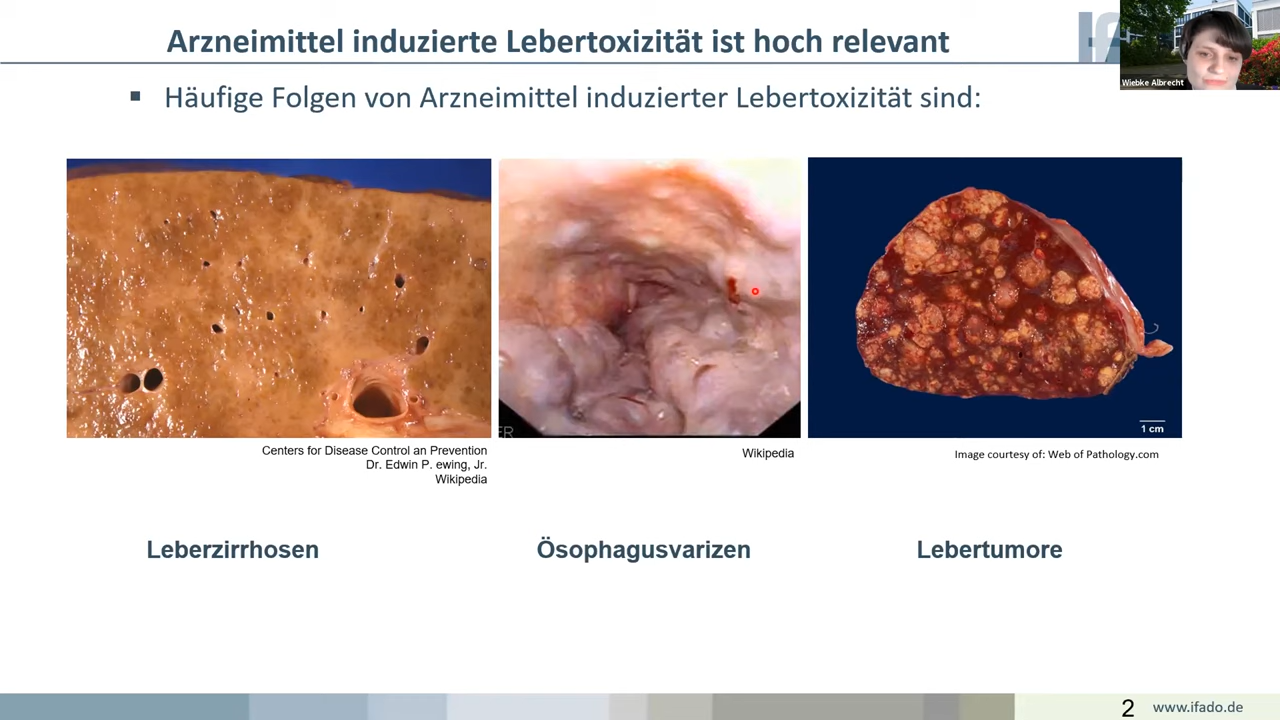 Arzneimittel induzierte Lebertoxizität ist hoch relevant
if
Wiebke Albrecht
▪ Häufige Folgen von Arzneimittel induzierter Lebertoxizität sind:
ER
1 cm
Centers for Disease Control an Prevention
Dr. Edwin P. ewing, Jr.
Wikipedia
Wikipedia
Image courtesy of: Web of Pathology.com
Leberzirrhosen
Ösophagusvarizen
Lebertumore
2
www.ifado.de